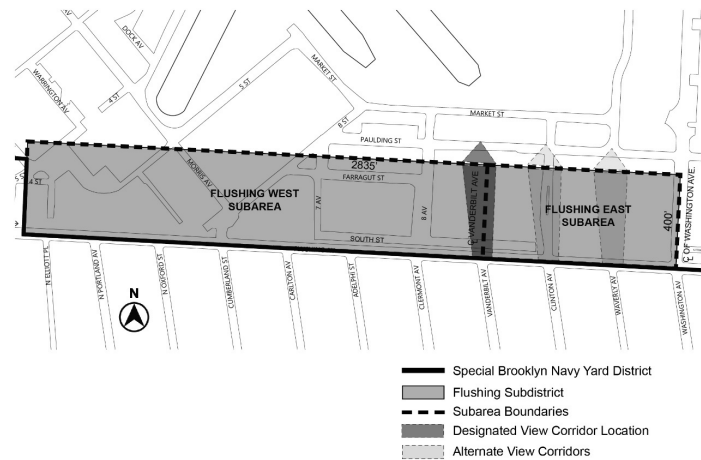 DOCK AV
WARRINGTON AV
4 ST
5 ST
MARKET ST
6 ST
MARKET ST
PAULDING ST
2835'
FARRAGUT ST
MORRIS AV
4 ST
FLUSHING WEST
SUBAREA
7 AV
8 AV
℄ VANDERBILT AVE
FLUSHING EAST
SUBAREA
400'
℄ OF WASHINGTON AVE.
SOUTH ST
N ELLIOTT PL
N PORTLAND AV
N OXFORD ST
CUMBERLAND ST
CARLTON AV
ADELPHI ST
CLERMONT AV
VANDERBILT AV
CLINTON AV
WAVERLY AV
WASHINGTON AV
N
Special Brooklyn Navy Yard District
Flushing Subdistrict
Subarea Boundaries
Designated View Corridor Location
Alternate View Corridors